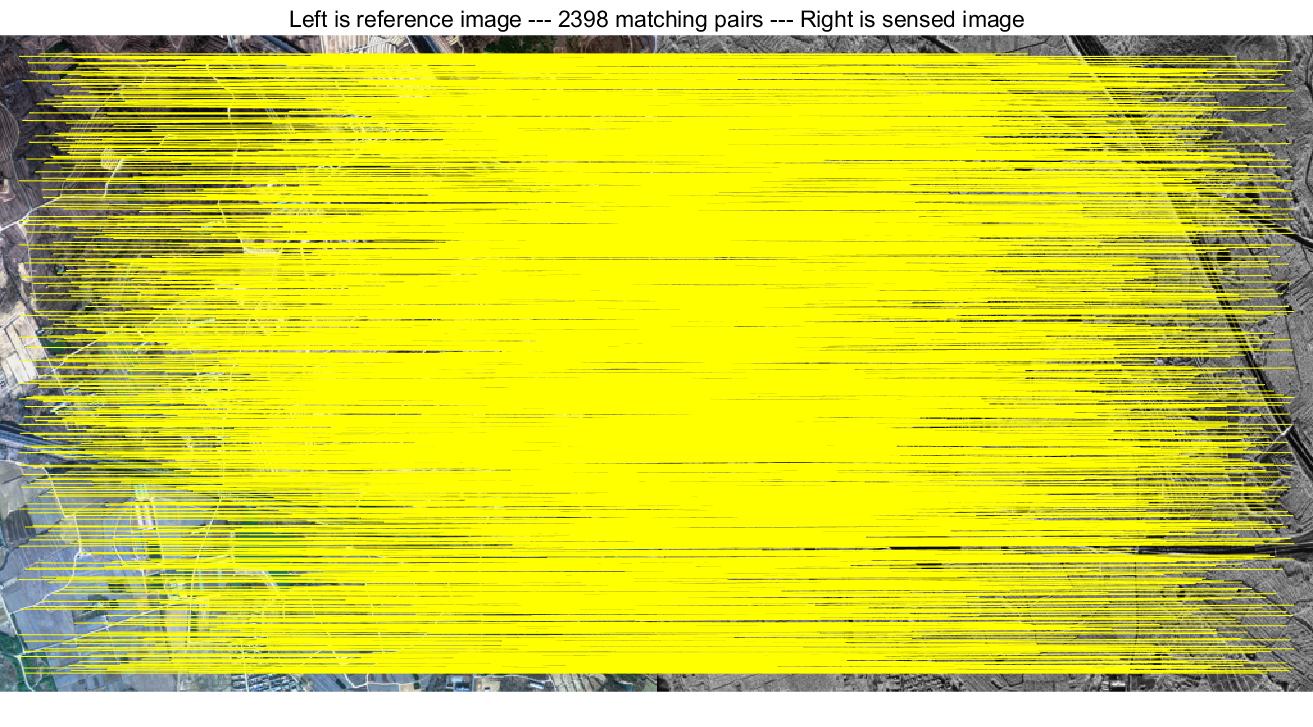 Left is reference image --- 2398 matching pairs --- Right is sensed image